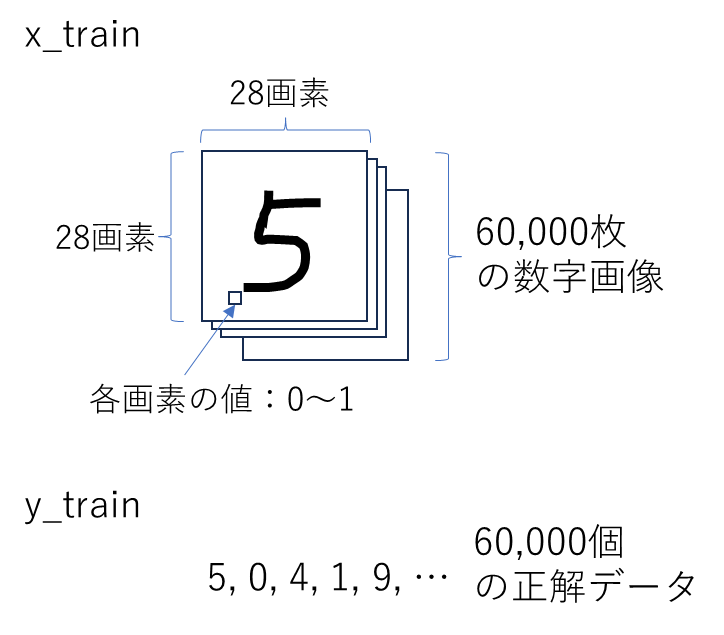 x_train
28画素
28画素
5
60,000枚
の数字画像
各画素の値：0～1
y_train
5, 0, 4, 1, 9, …
60,000個
の正解データ